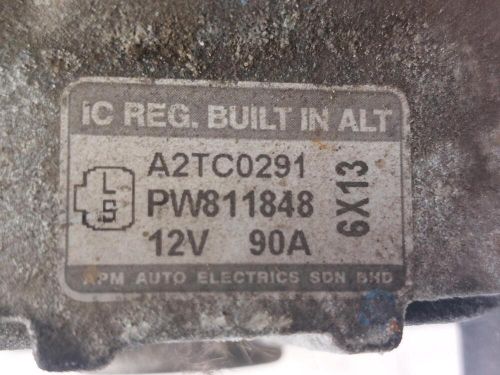 iC REG. BUILT IN ALT
L
S
A2TC0291
PW811848
12V 90A
6X13
APM AUTO ELECTRICS SDN BHD